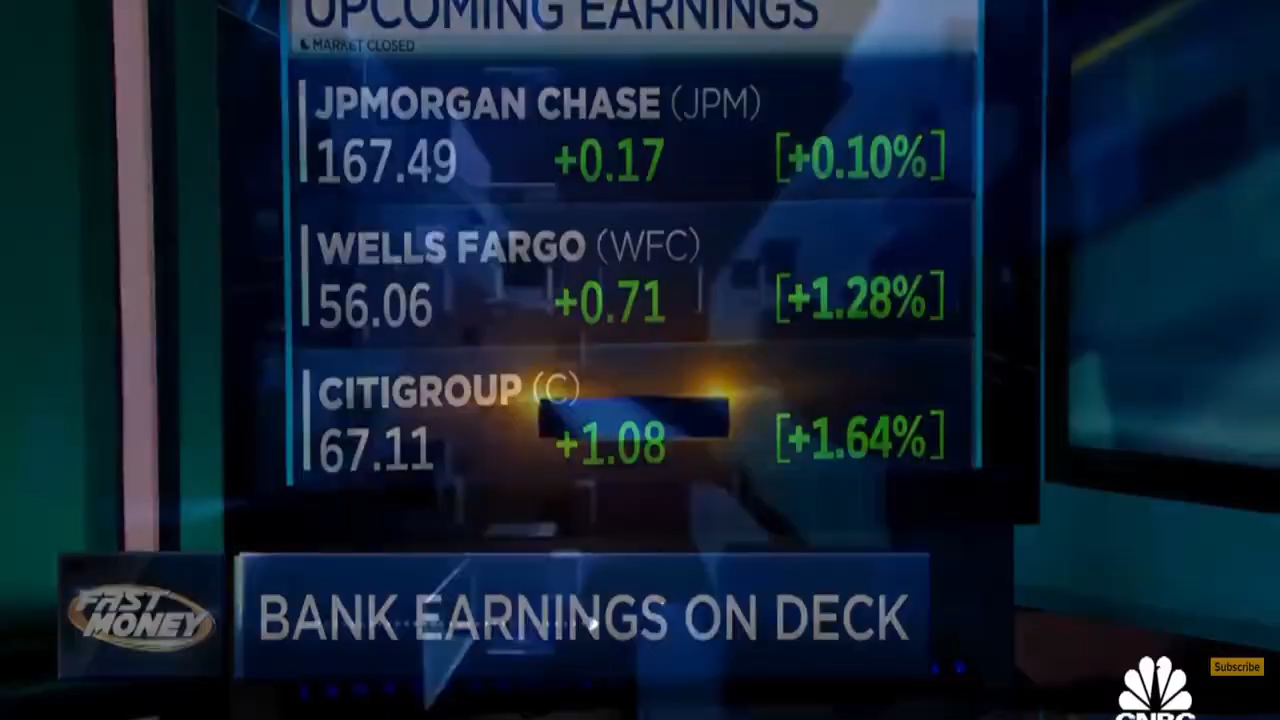 UPCOMING EARNINGS
MARKET CLOSED
JPMORGAN CHASE (JPM)
167.49 +0.17 [+0.10%]
WELLS FARGO (WFC)
56.06 +0.71 [+1.28%]
CITIGROUP (C)
67.11 +1.08 [+1.64%]
FAST MONEY
BANK EARNINGS ON DECK
Subscribe
CNBC